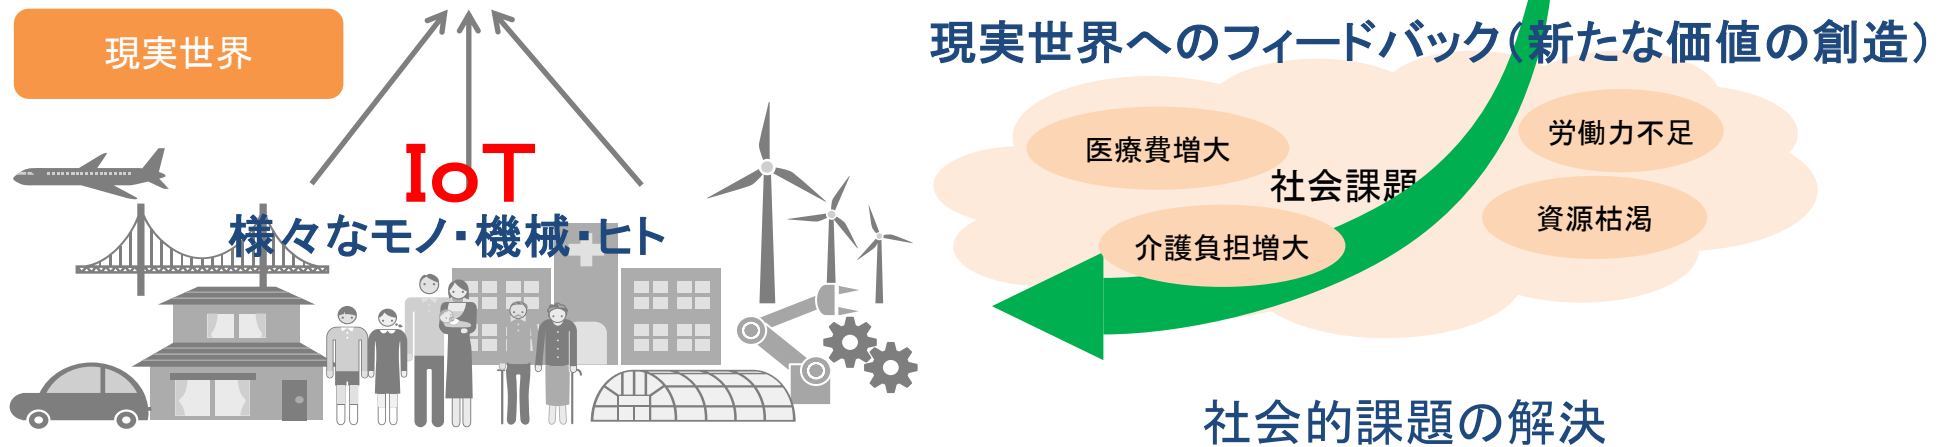 現実世界
IoT
様々なモノ・機械・ヒト
現実世界へのフィードバック(新たな価値の創造)
医療費増大
労働力不足
社会課題
資源枯渇
介護負担増大
社会的課題の解決